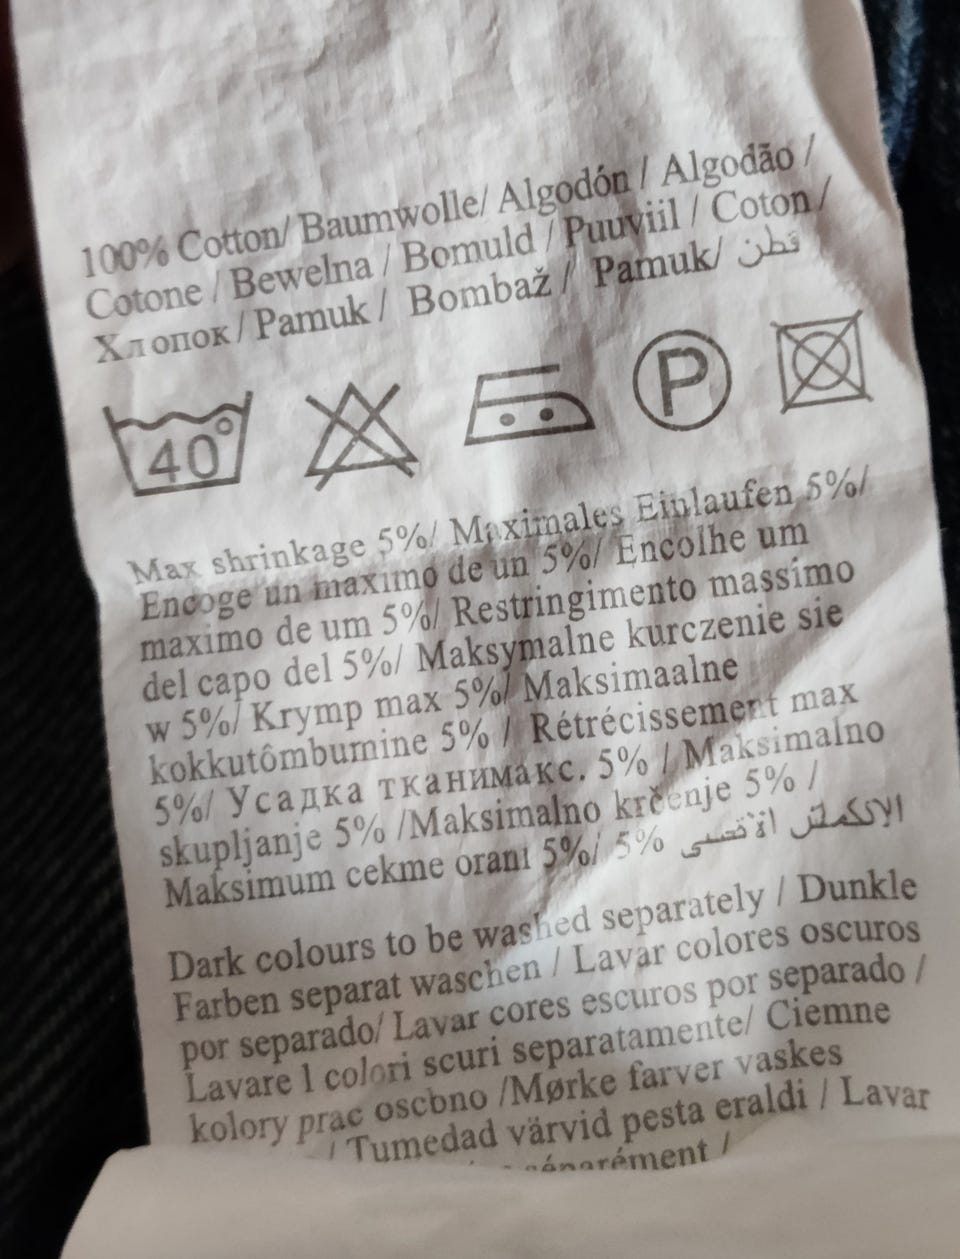 100% Cotton/ Baumwolle/ Algodón / Algodão /
Cotone / Bewelna / Bomuld / Puuviil / Coton /
Хлопок / Pamuk / Bombaž / Pamuk/ قطن
40° P
Max shrinkage 5%/ Maximales Einlaufen 5%/
Encoge un maximo de un 5%/ Encolhe um
maximo de um 5%/ Restringimento massimo
del capo del 5%/ Maksymalne kurczenie sie
w 5%/ Krymp max 5%/ Maksimaalne
kokkutômbumine 5% / Rétrécissement max
5%/ Усадка тканимакс. 5% / Maksimalno
skupljanje 5% /Maksimalno krčenje 5% /
Maksimum cekme oranı 5%/ 5% الانكماش الأقصى
Dark colours to be washed separately / Dunkle
Farben separat waschen / Lavar colores oscuros
por separado/ Lavar cores escuros por separado /
Lavare l colori scuri separatamente/ Ciemne
kolory prac oscbno /Mørke farver vaskes
/ Tumedad värvid pesta eraldi / Lavar
séparément /